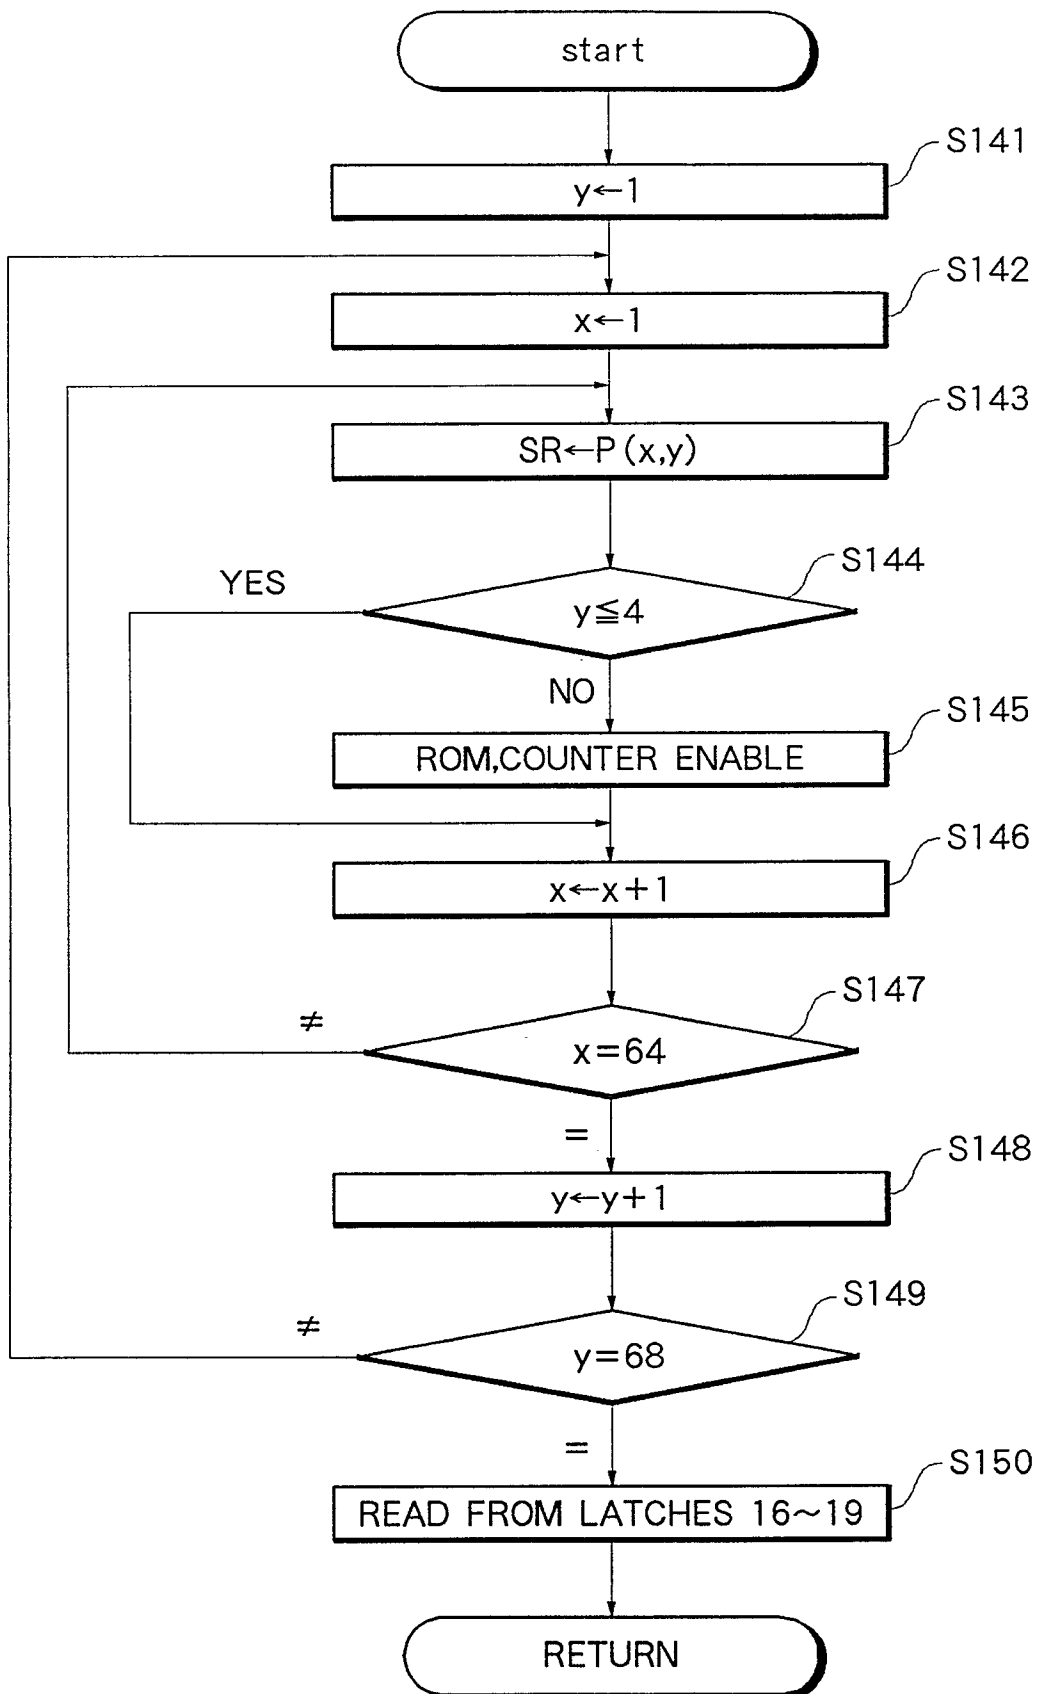 start
S141
y←1
S142
x←1
S143
SR←P(x,y)
S144
YES
y≦4
NO
S145
ROM,COUNTER ENABLE
S146
x←x+1
S147
≠
x=64
=
S148
y←y+1
S149
≠
y=68
=
S150
READ FROM LATCHES 16~19
RETURN